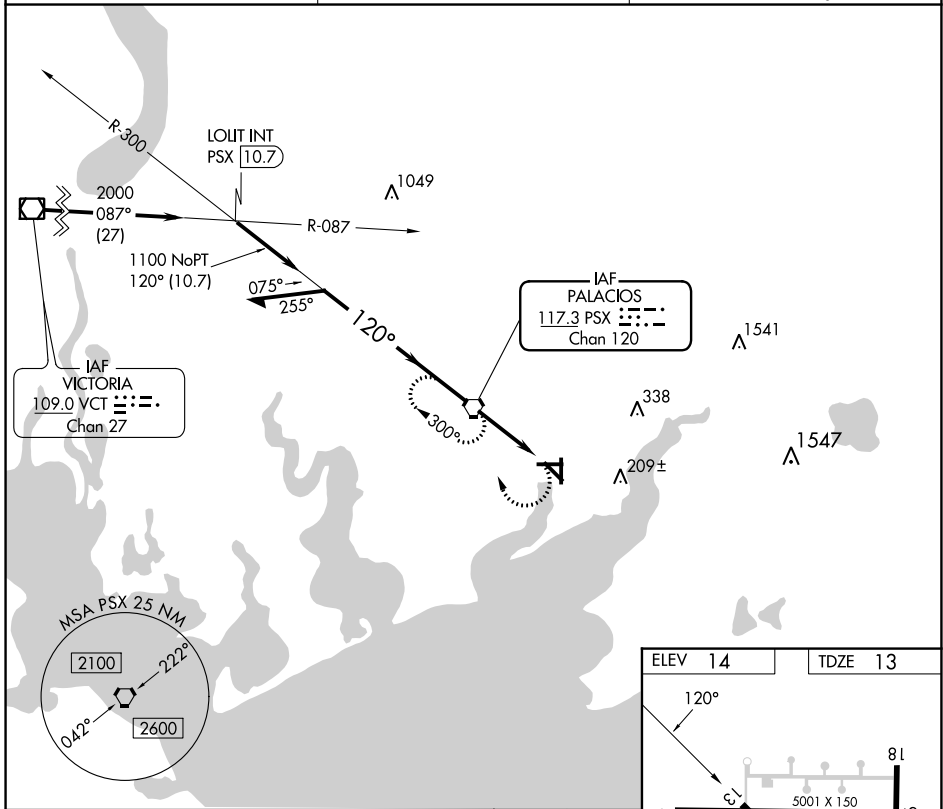 R-300
LOLIT INT
PSX 10.7
1049
2000
087°
(27)
R-087
1100 NoPT
120° (10.7)
075°
255°
120°
IAF
PALACIOS
117.3 PSX
Chan 120
1541
IAF
VICTORIA
109.0 VCT
Chan 27
338
300°
1547
209±
MSA PSX 25 NM
2100
222°
042°
2600
ELEV 14
TDZE 13
120°
18
13
5001 X 150